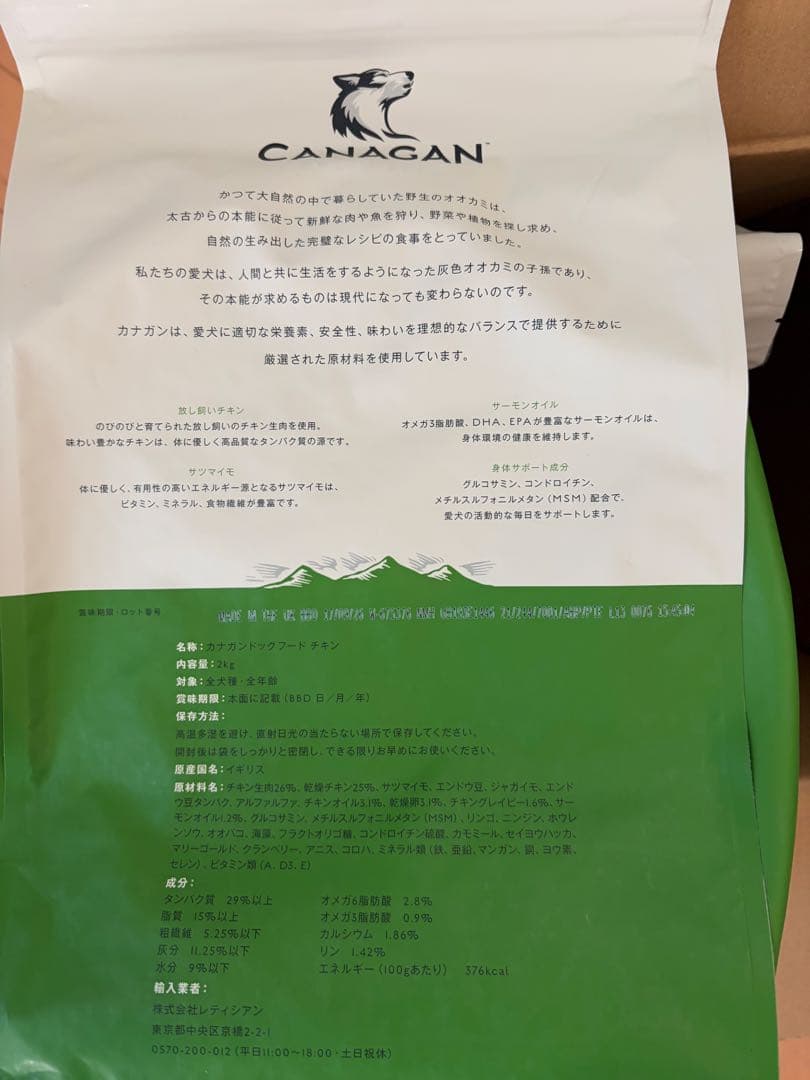 CANAGAN
かつて大自然の中で暮らしていた野生のオオカミは、
太古からの本能に従って新鮮な肉や魚を狩り、野菜や植物を探し求め、
自然の生み出した完璧なレシピの食事をとっていました。
私たちの愛犬は、人間と共に生活をするようになった灰色オオカミの子孫であり、
その本能が求めるものは現代になっても変わらないのです。
カナガンは、愛犬に適切な栄養素、安全性、味わいを理想的なバランスで提供するために
厳選された原材料を使用しています。
放し飼いチキン
のびのびと育てられた放し飼いのチキン生肉を使用。
味わい豊かなチキンは、体に優しく高品質なタンパク質の源です。
サーモンオイル
オメガ3脂肪酸、DHA、EPAが豊富なサーモンオイルは、
身体環境の健康を維持します。
サツマイモ
体に優しく、有用性の高いエネルギー源となるサツマイモは、
ビタミン、ミネラル、食物繊維が豊富です。
身体サポート成分
グルコサミン、コンドロイチン、
メチルスルフォニルメタン（MSM）配合で、
愛犬の活動的な毎日をサポートします。
賞味期限・ロット番号
名称：カナガンドックフード チキン
内容量：2kg
対象：全犬種・全年齢
賞味期限：本面に記載（BBD 日／月／年）
保存方法：
高温多湿を避け、直射日光の当たらない場所で保存してください。
開封後は袋をしっかりと密閉し、できる限りお早めにお使いください。
原産国名：イギリス
原材料名：チキン生肉26%、乾燥チキン25%、サツマイモ、エンドウ豆、ジャガイモ、エンド
ウ豆タンパク、アルファルファ、チキンオイル3.1%、乾燥卵3.1%、チキングレイビー1.6%、サー
モンオイル1.2%、グルコサミン、メチルスルフォニルメタン（MSM）、リンゴ、ニンジン、ホウレ
ンソウ、オオバコ、海藻、フラクトオリゴ糖、コンドロイチン硫酸、カモミール、セイヨウハッカ、
マリーゴールド、クランベリー、アニス、コロハ、ミネラル類（鉄、亜鉛、マンガン、銅、ヨウ素、
セレン）、ビタミン類（A、D3、E）
成分：
タンパク質 29%以上 オメガ6脂肪酸 2.8%
脂質 15%以上 オメガ3脂肪酸 0.9%
粗繊維 5.25%以下 カルシウム 1.86%
灰分 11.25%以下 リン 1.42%
水分 9%以下 エネルギー（100gあたり） 376kcal
輸入業者：
株式会社レティシアン
東京都中央区京橋2-2-1
0570-200-012（平日11:00〜18:00・土日祝休）